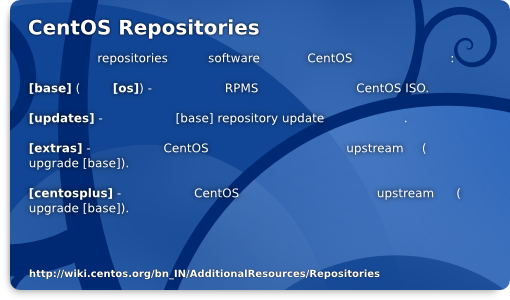 CentOS Repositories
repositories software CentOS :
[base] ( [os]) - RPMS CentOS ISO.
[updates] - [base] repository update .
[extras] - CentOS upstream (
upgrade [base]).
[centosplus] - CentOS upstream (
upgrade [base]).
http://wiki.centos.org/bn_IN/AdditionalResources/Repositories